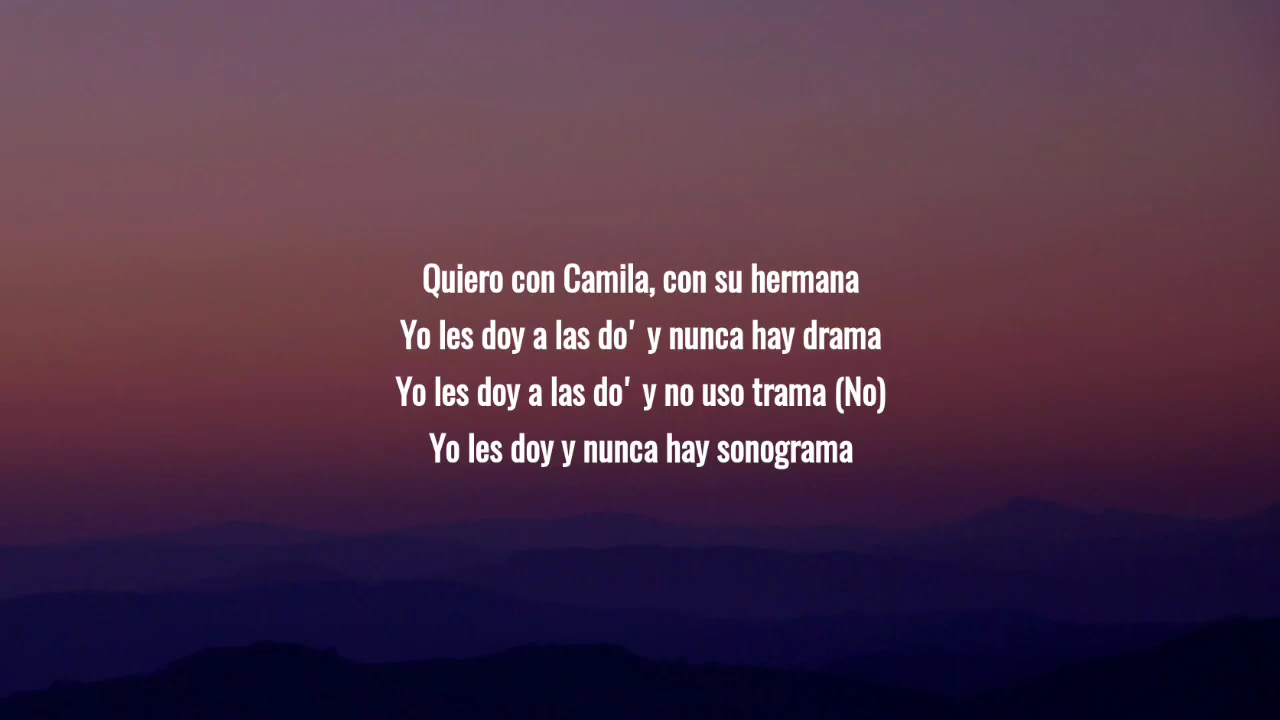 Quiero con Camila, con su hermana
Yo les doy a las do' y nunca hay drama
Yo les doy a las do' y no uso trama (No)
Yo les doy y nunca hay sonograma